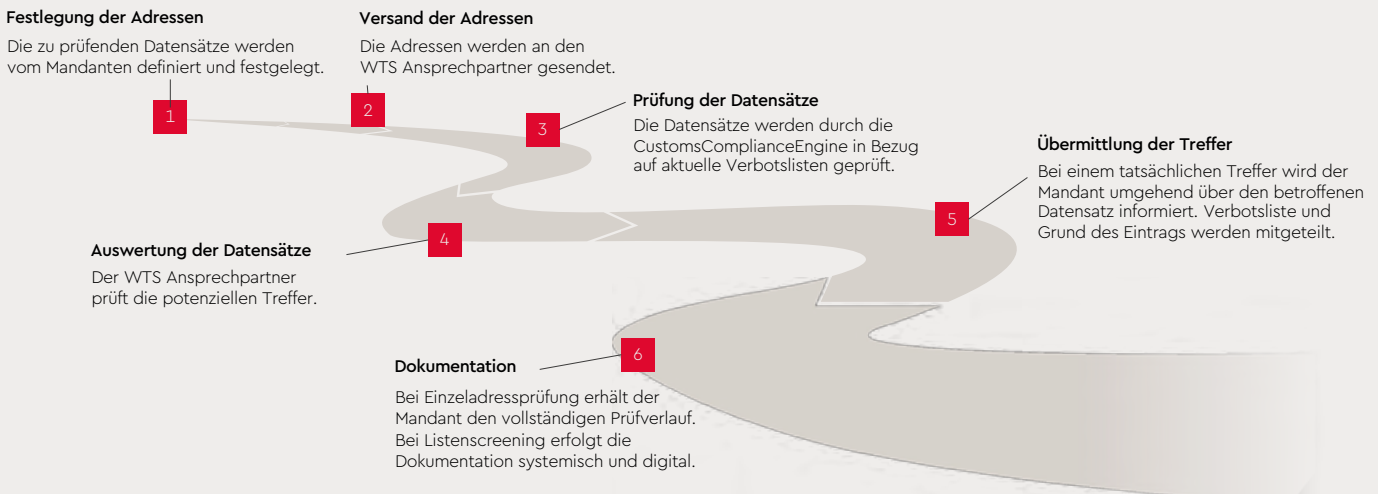 Festlegung der Adressen
Die zu prüfenden Datensätze werden
vom Mandanten definiert und festgelegt.
1
Versand der Adressen
Die Adressen werden an den
WTS Ansprechpartner gesendet.
2
Prüfung der Datensätze
Die Datensätze werden durch die
CustomsComplianceEngine in Bezug
auf aktuelle Verbotslisten geprüft.
3
Auswertung der Datensätze
Der WTS Ansprechpartner
prüft die potenziellen Treffer.
4
Übermittlung der Treffer
Bei einem tatsächlichen Treffer wird der
Mandant umgehend über den betroffenen
Datensatz informiert. Verbotsliste und
Grund des Eintrags werden mitgeteilt.
5
Dokumentation
Bei Einzeladressprüfung erhält der
Mandant den vollständigen Prüfverlauf.
Bei Listenscreening erfolgt die
Dokumentation systemisch und digital.
6